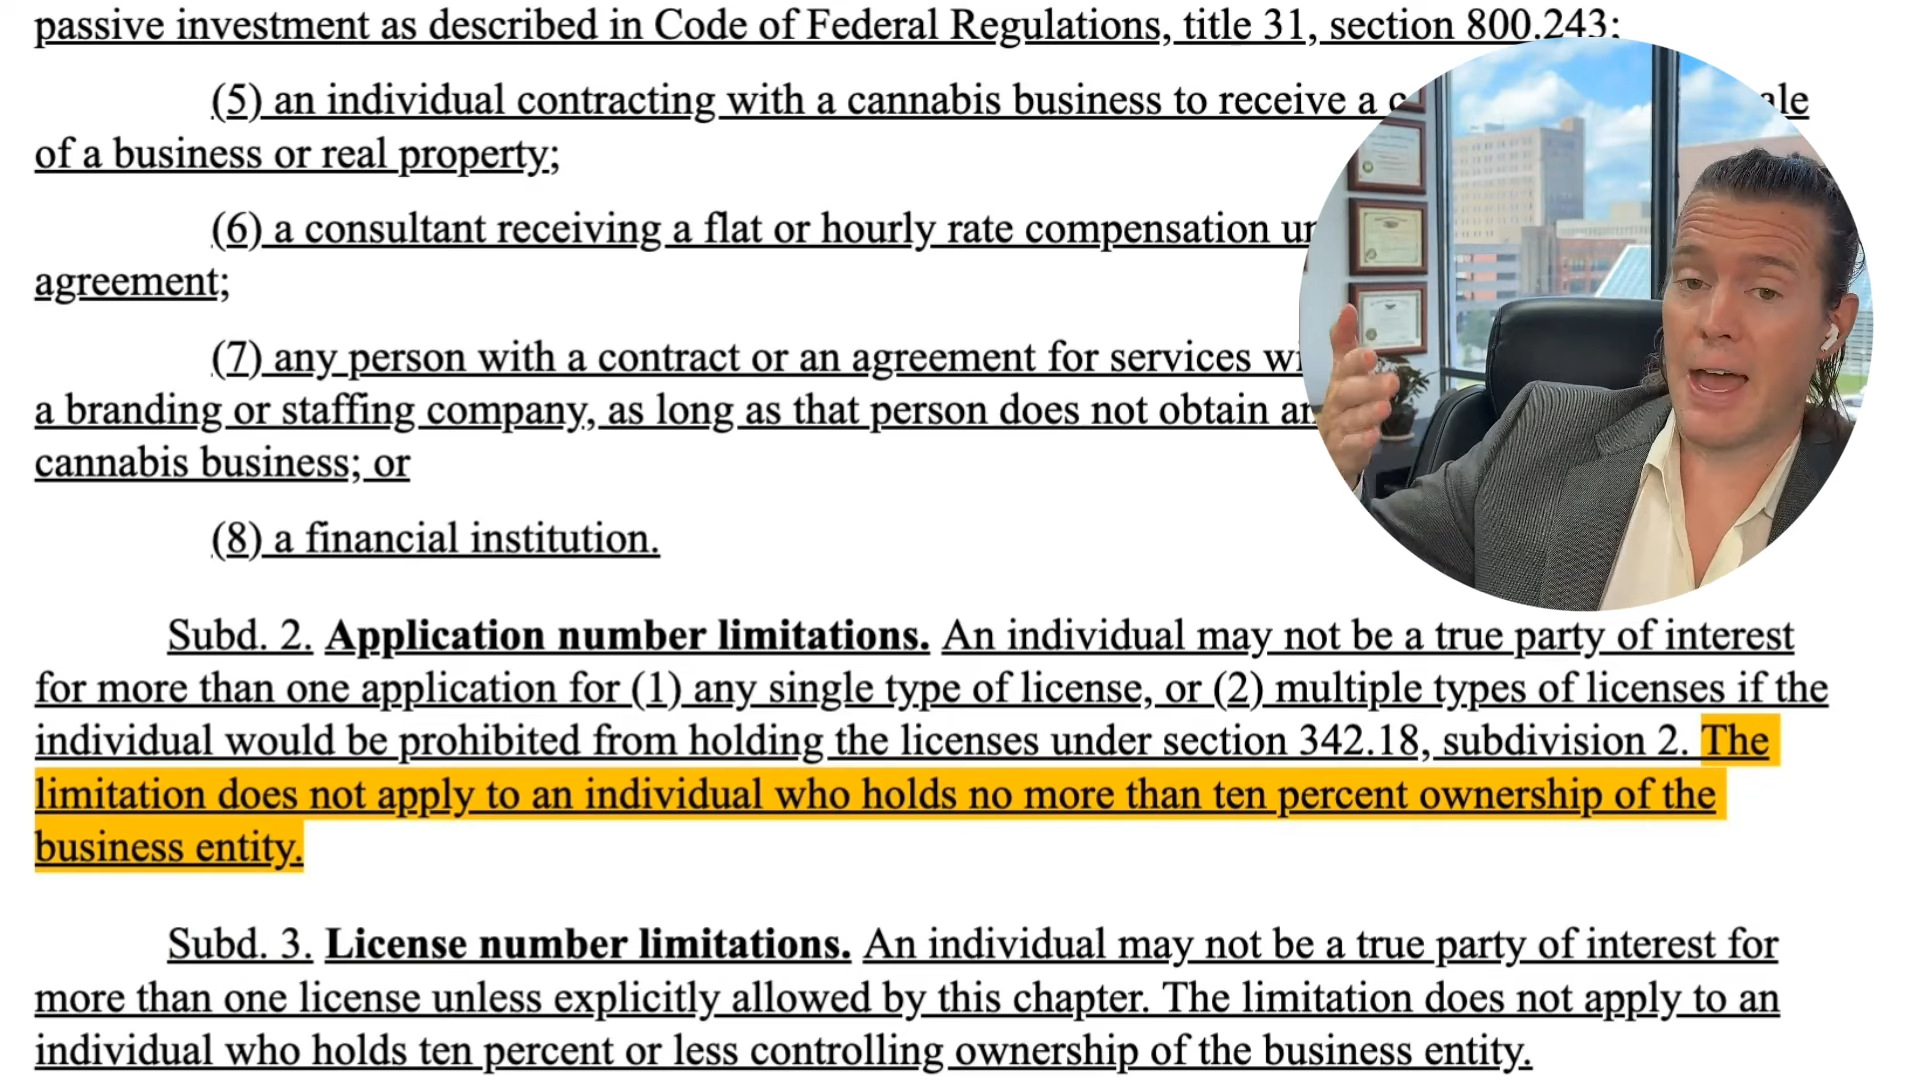 passive investment as described in Code of Federal Regulations, title 31, section 800.243;
(5) an individual contracting with a cannabis business to receive a
of a business or real property;
(6) a consultant receiving a flat or hourly rate compensation
agreement;
(7) any person with a contract or an agreement for services
a branding or staffing company, as long as that person does not obtain
cannabis business; or
(8) a financial institution.
Subd. 2. Application number limitations. An individual may not be a true party of interest
for more than one application for (1) any single type of license, or (2) multiple types of licenses if the
individual would be prohibited from holding the licenses under section 342.18, subdivision 2. The
limitation does not apply to an individual who holds no more than ten percent ownership of the
business entity.
Subd. 3. License number limitations. An individual may not be a true party of interest for
more than one license unless explicitly allowed by this chapter. The limitation does not apply to an
individual who holds ten percent or less controlling ownership of the business entity.